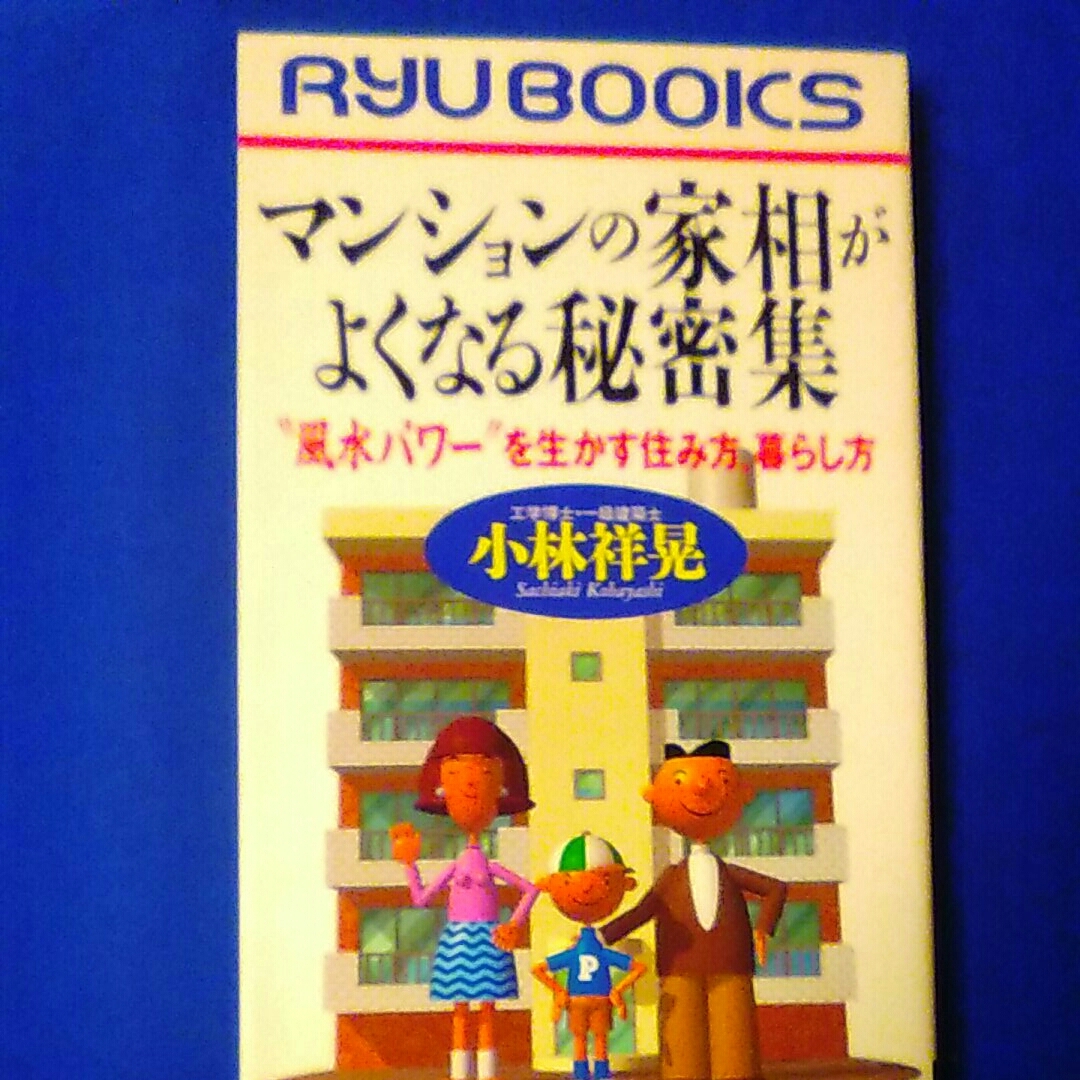 RYU BOOKS
マンションの家相が
よくなる秘密集
"風水パワー"を生かす住み方、暮らし方
工学博士・一級建築士
小林祥晃
Sachiaki Kobayashi
P